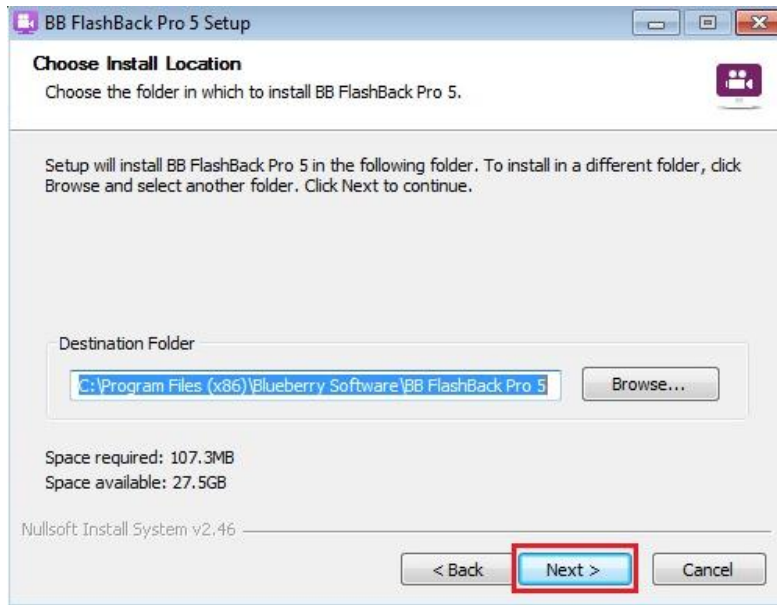 BB FlashBack Pro 5 Setup
Choose Install Location
Choose the folder in which to install BB FlashBack Pro 5.
Setup will install BB FlashBack Pro 5 in the following folder. To install in a different folder, click
Browse and select another folder. Click Next to continue.
Destination Folder
C:\Program Files (x86)\Blueberry Software\BB FlashBack Pro 5
Browse...
Space required: 107.3MB
Space available: 27.5GB
Nullsoft Install System v2.46
< Back
Next >
Cancel